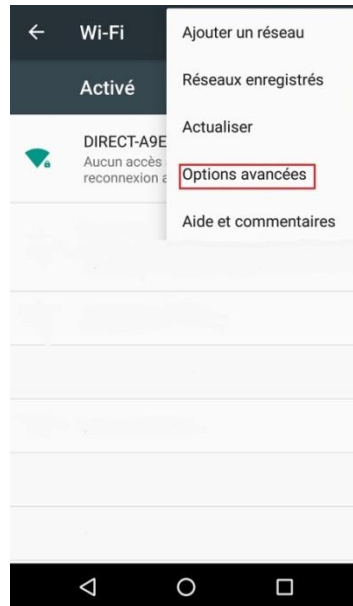 Wi-Fi
Ajouter un réseau
Réseaux enregistrés
Activé
Actualiser
DIRECT-A9E
Aucun accès
reconnexion a
Options avancées
Aide et commentaires